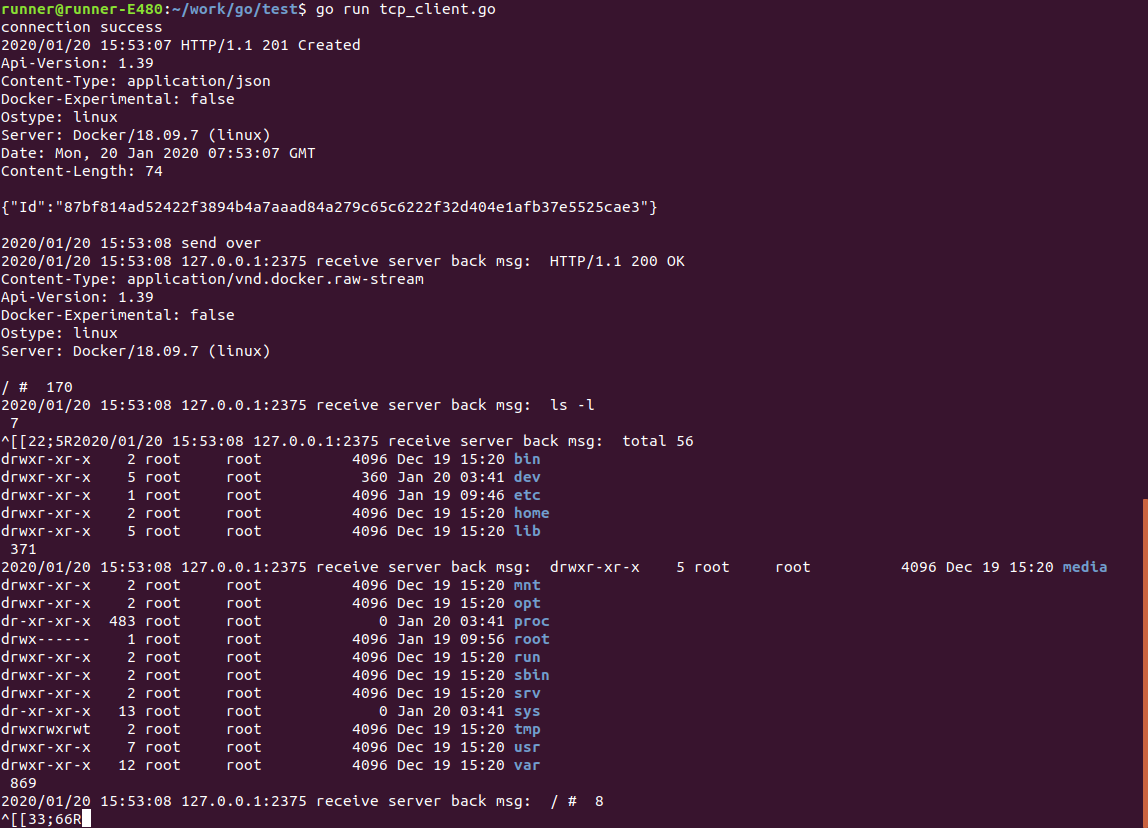 runner@runner-E480:~/work/go/test$ go run tcp_client.go
connection success
2020/01/20 15:53:07 HTTP/1.1 201 Created
Api-Version: 1.39
Content-Type: application/json
Docker-Experimental: false
Ostype: linux
Server: Docker/18.09.7 (linux)
Date: Mon, 20 Jan 2020 07:53:07 GMT
Content-Length: 74
{"Id":"87bf814ad52422f3894b4a7aaad84a279c65c6222f32d404e1afb37e5525cae3"}
2020/01/20 15:53:08 send over
2020/01/20 15:53:08 127.0.0.1:2375 receive server back msg:  HTTP/1.1 200 OK
Content-Type: application/vnd.docker.raw-stream
Api-Version: 1.39
Docker-Experimental: false
Ostype: linux
Server: Docker/18.09.7 (linux)
/ #  170
2020/01/20 15:53:08 127.0.0.1:2375 receive server back msg:  ls -l
 7
^[[22;5R2020/01/20 15:53:08 127.0.0.1:2375 receive server back msg:  total 56
drwxr-xr-x    2 root     root          4096 Dec 19 15:20 bin
drwxr-xr-x    5 root     root           360 Jan 20 03:41 dev
drwxr-xr-x    1 root     root          4096 Jan 19 09:46 etc
drwxr-xr-x    2 root     root          4096 Dec 19 15:20 home
drwxr-xr-x    5 root     root          4096 Dec 19 15:20 lib
 371
2020/01/20 15:53:08 127.0.0.1:2375 receive server back msg:  drwxr-xr-x    5 root     root          4096 Dec 19 15:20 media
drwxr-xr-x    2 root     root          4096 Dec 19 15:20 mnt
drwxr-xr-x    2 root     root          4096 Dec 19 15:20 opt
dr-xr-xr-x  483 root     root             0 Jan 20 03:41 proc
drwx------    1 root     root          4096 Jan 19 09:56 root
drwxr-xr-x    2 root     root          4096 Dec 19 15:20 run
drwxr-xr-x    2 root     root          4096 Dec 19 15:20 sbin
drwxr-xr-x    2 root     root          4096 Dec 19 15:20 srv
dr-xr-xr-x   13 root     root             0 Jan 20 03:41 sys
drwxrwxrwt    2 root     root          4096 Dec 19 15:20 tmp
drwxr-xr-x    7 root     root          4096 Dec 19 15:20 usr
drwxr-xr-x   12 root     root          4096 Dec 19 15:20 var
 869
2020/01/20 15:53:08 127.0.0.1:2375 receive server back msg:  / #  8
^[[33;66R